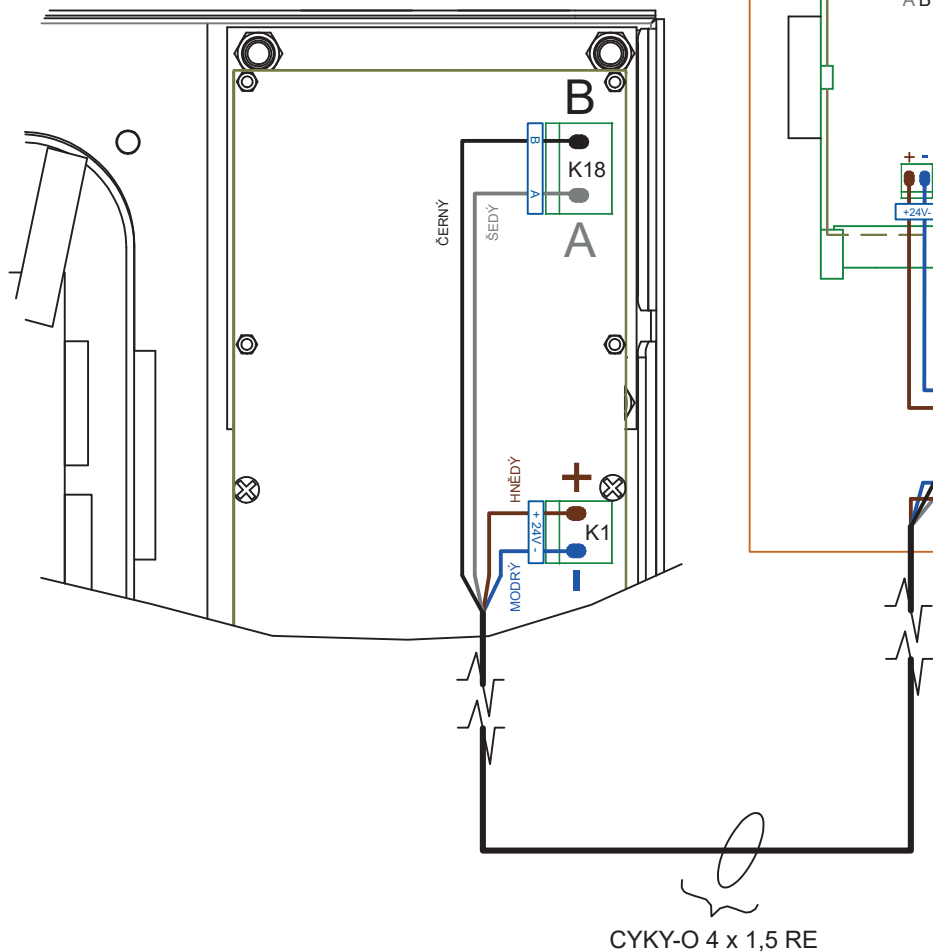 A B
B
B
K18
A
A
ČERNÝ
ŠEDÝ
+ -
+24V-
HNĚDÝ
+
+ 24V -
K1
MODRÝ
-
CYKY-O 4 x 1,5 RE